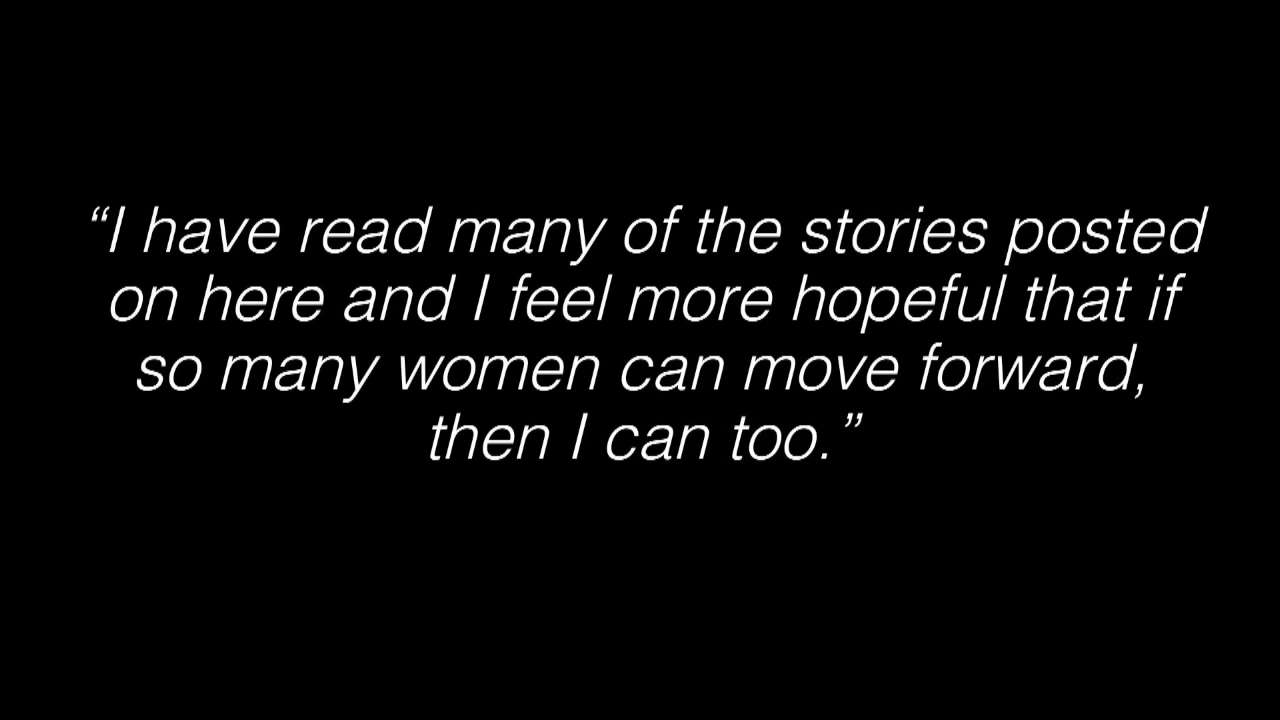 “I have read many of the stories posted
on here and I feel more hopeful that if
so many women can move forward,
then I can too.”